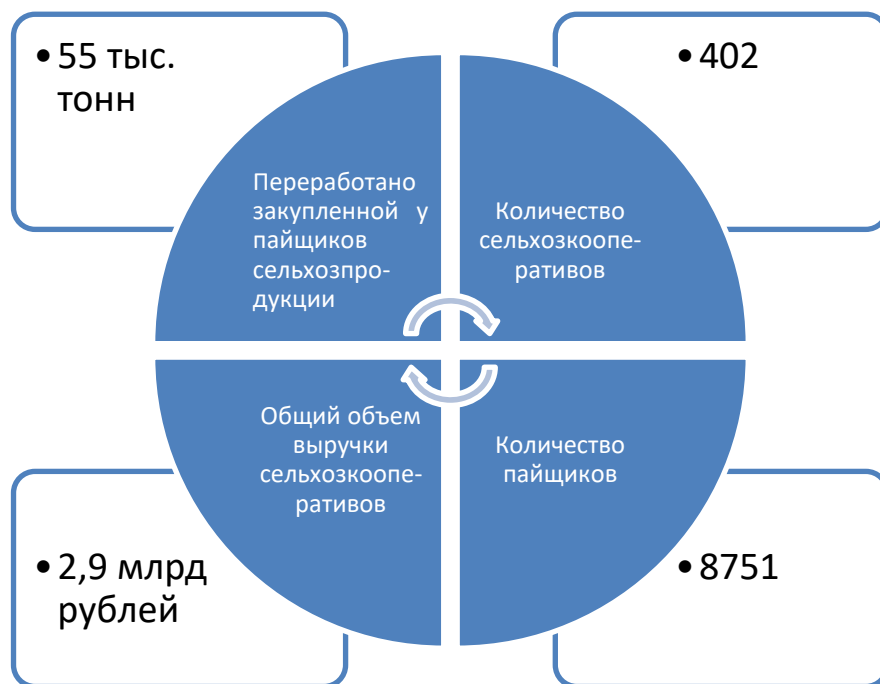 • 55 тыс.
тонн
• 402
Переработано
закупленной у
пайщиков
сельхозпро-
дукции
Количество
сельхозкоопе-
ративов
Общий объем
выручки
сельхозкоопе-
ративов
Количество
пайщиков
• 2,9 млрд
рублей
• 8751